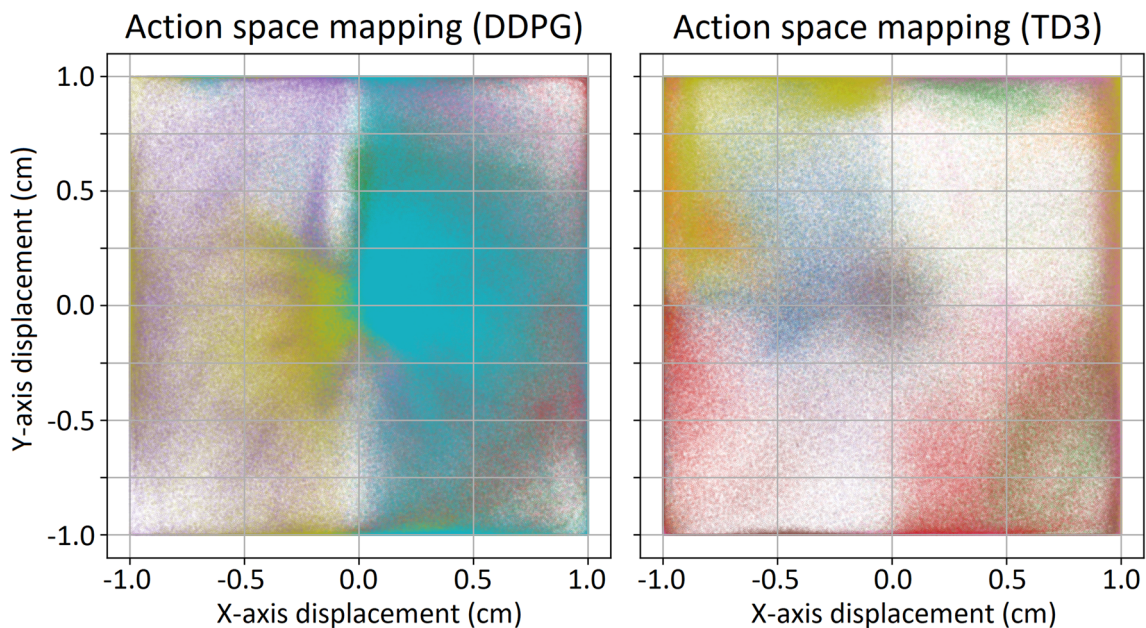 Action space mapping (DDPG)
Action space mapping (TD3)
Y-axis displacement (cm)
1.0
0.5
0.0
-0.5
-1.0
-1.0 -0.5 0.0 0.5 1.0
-1.0 -0.5 0.0 0.5 1.0
X-axis displacement (cm)
X-axis displacement (cm)